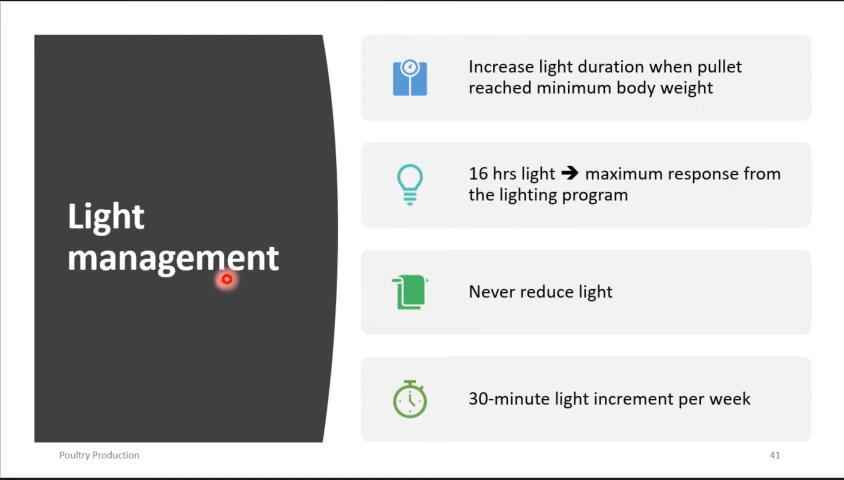 Light
management
Increase light duration when pullet
reached minimum body weight
16 hrs light ➔ maximum response from
the lighting program
Never reduce light
30-minute light increment per week
Poultry Production
41